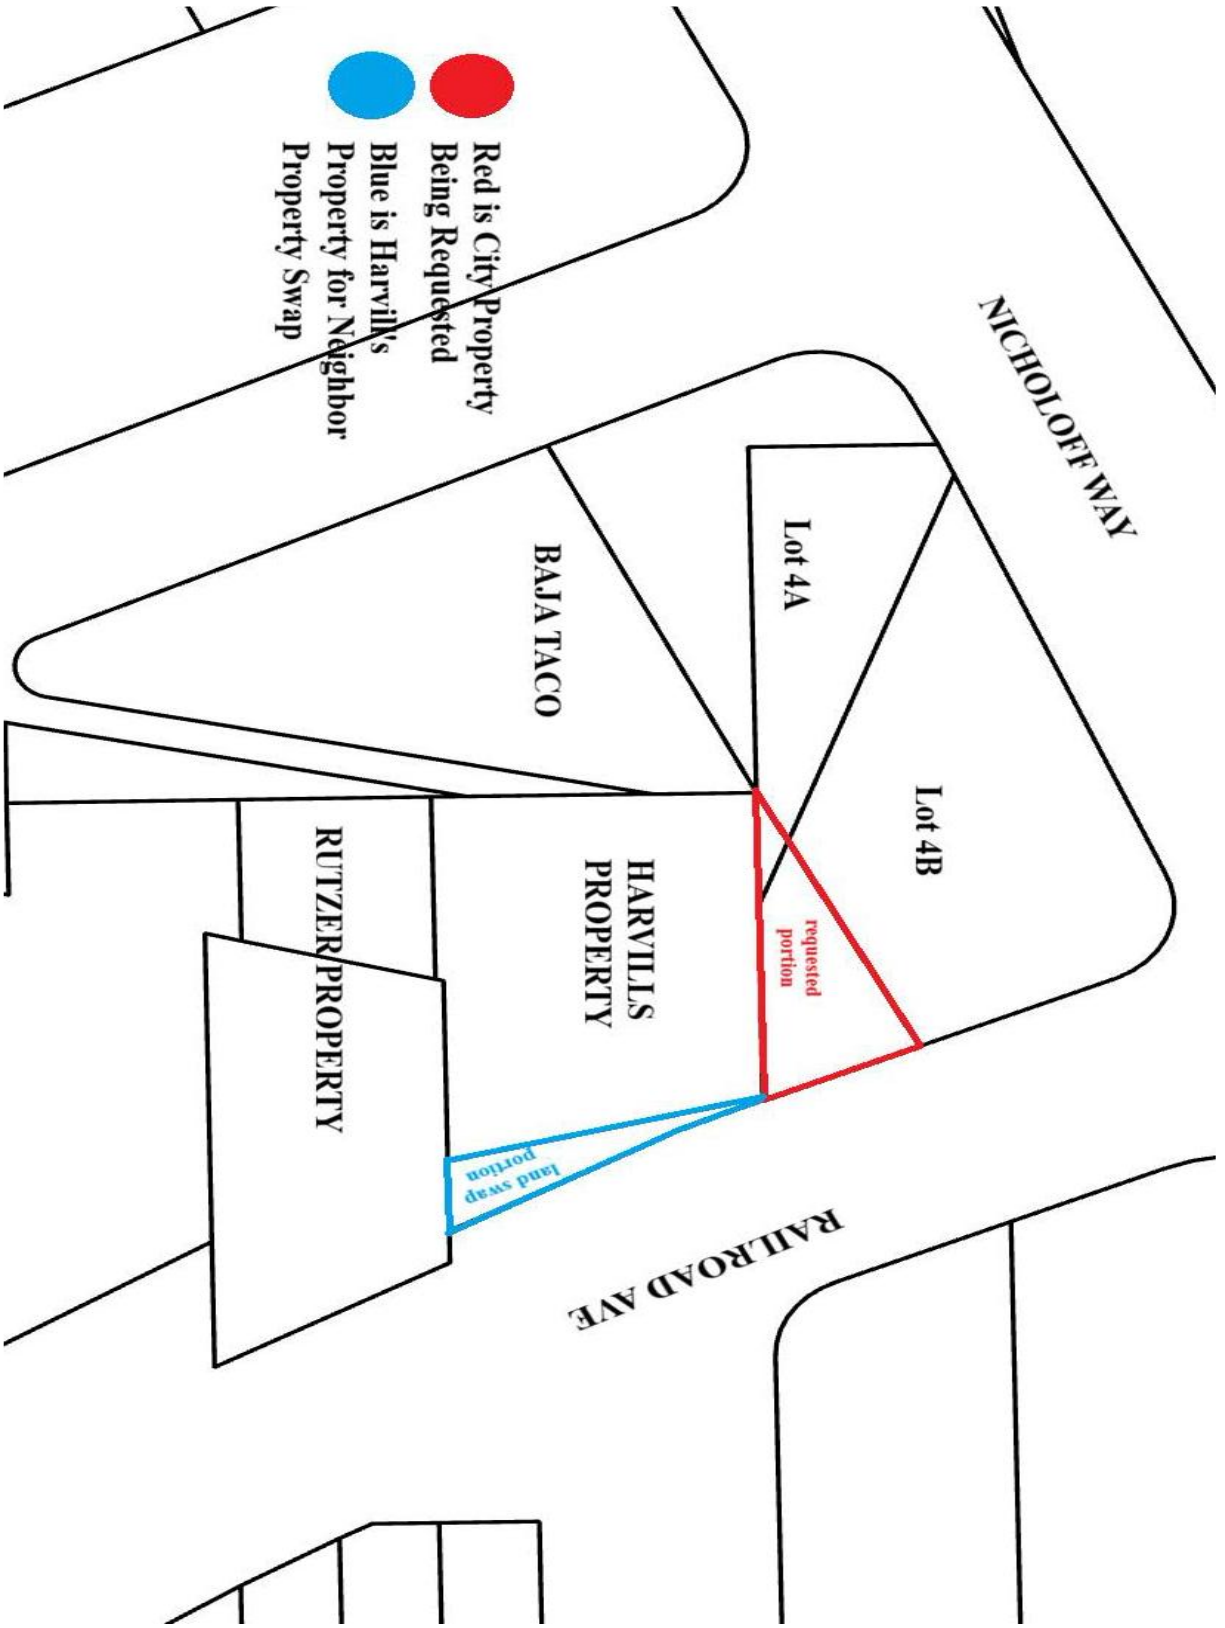 Red is City Property
Being Requested
Blue is Harvill's
Property for Neighbor
Property Swap
NICHOLOFF WAY
Lot 4A
BAJA TACO
Lot 4B
HARVILLS
PROPERTY
requested
portion
RUTZER PROPERTY
land swap
portion
RAILROAD AVE